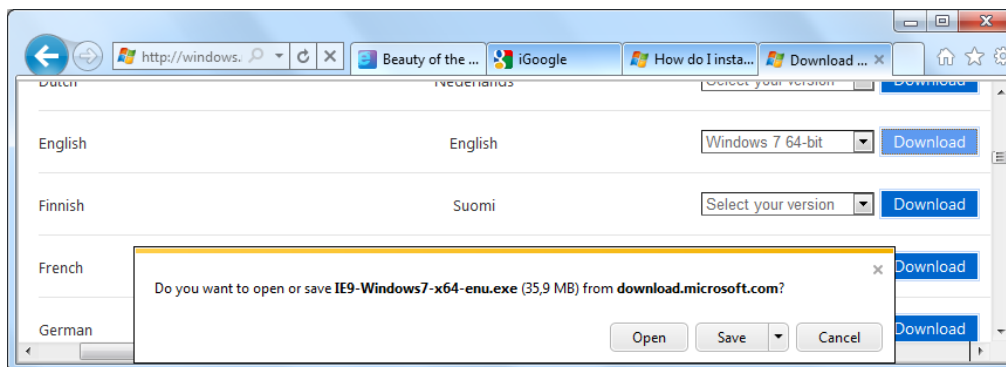 http://windows.
Beauty of the ...
iGoogle
How do I insta...
Download ...
Dutch Nederlands Select your version Download
English English Windows 7 64-bit Download
Finnish Suomi Select your version Download
French Download
Do you want to open or save IE9-Windows7-x64-enu.exe (35,9 MB) from download.microsoft.com?
German Download
Open Save Cancel